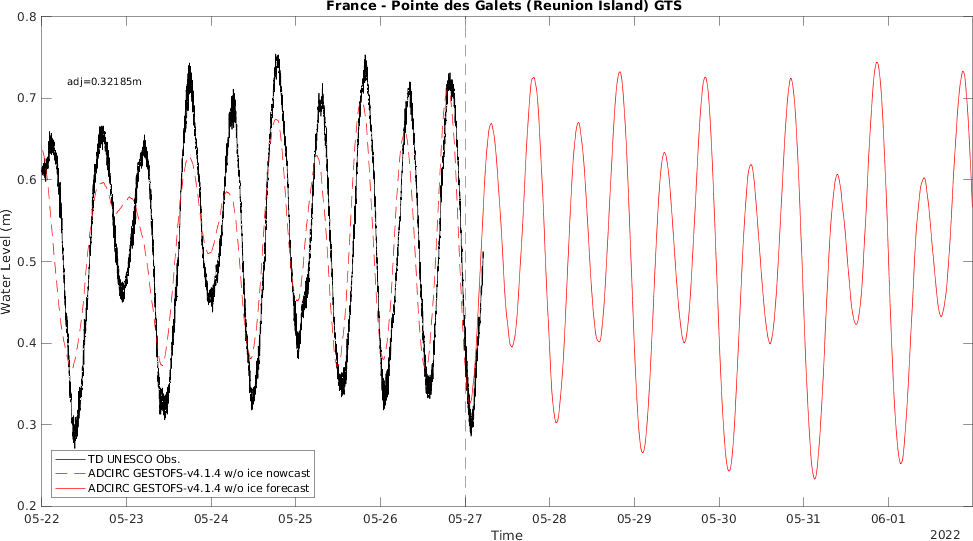 France - Pointe des Galets (Reunion Island) GTS
0.8
0.7
0.6
0.5
0.4
0.3
0.2
Water Level (m)
adj=0.32185m
TD UNESCO Obs.
ADCIRC GESTOFS-v4.1.4 w/o ice nowcast
ADCIRC GESTOFS-v4.1.4 w/o ice forecast
05-22 05-23 05-24 05-25 05-26 05-27 05-28 05-29 05-30 05-31 06-01
Time
2022